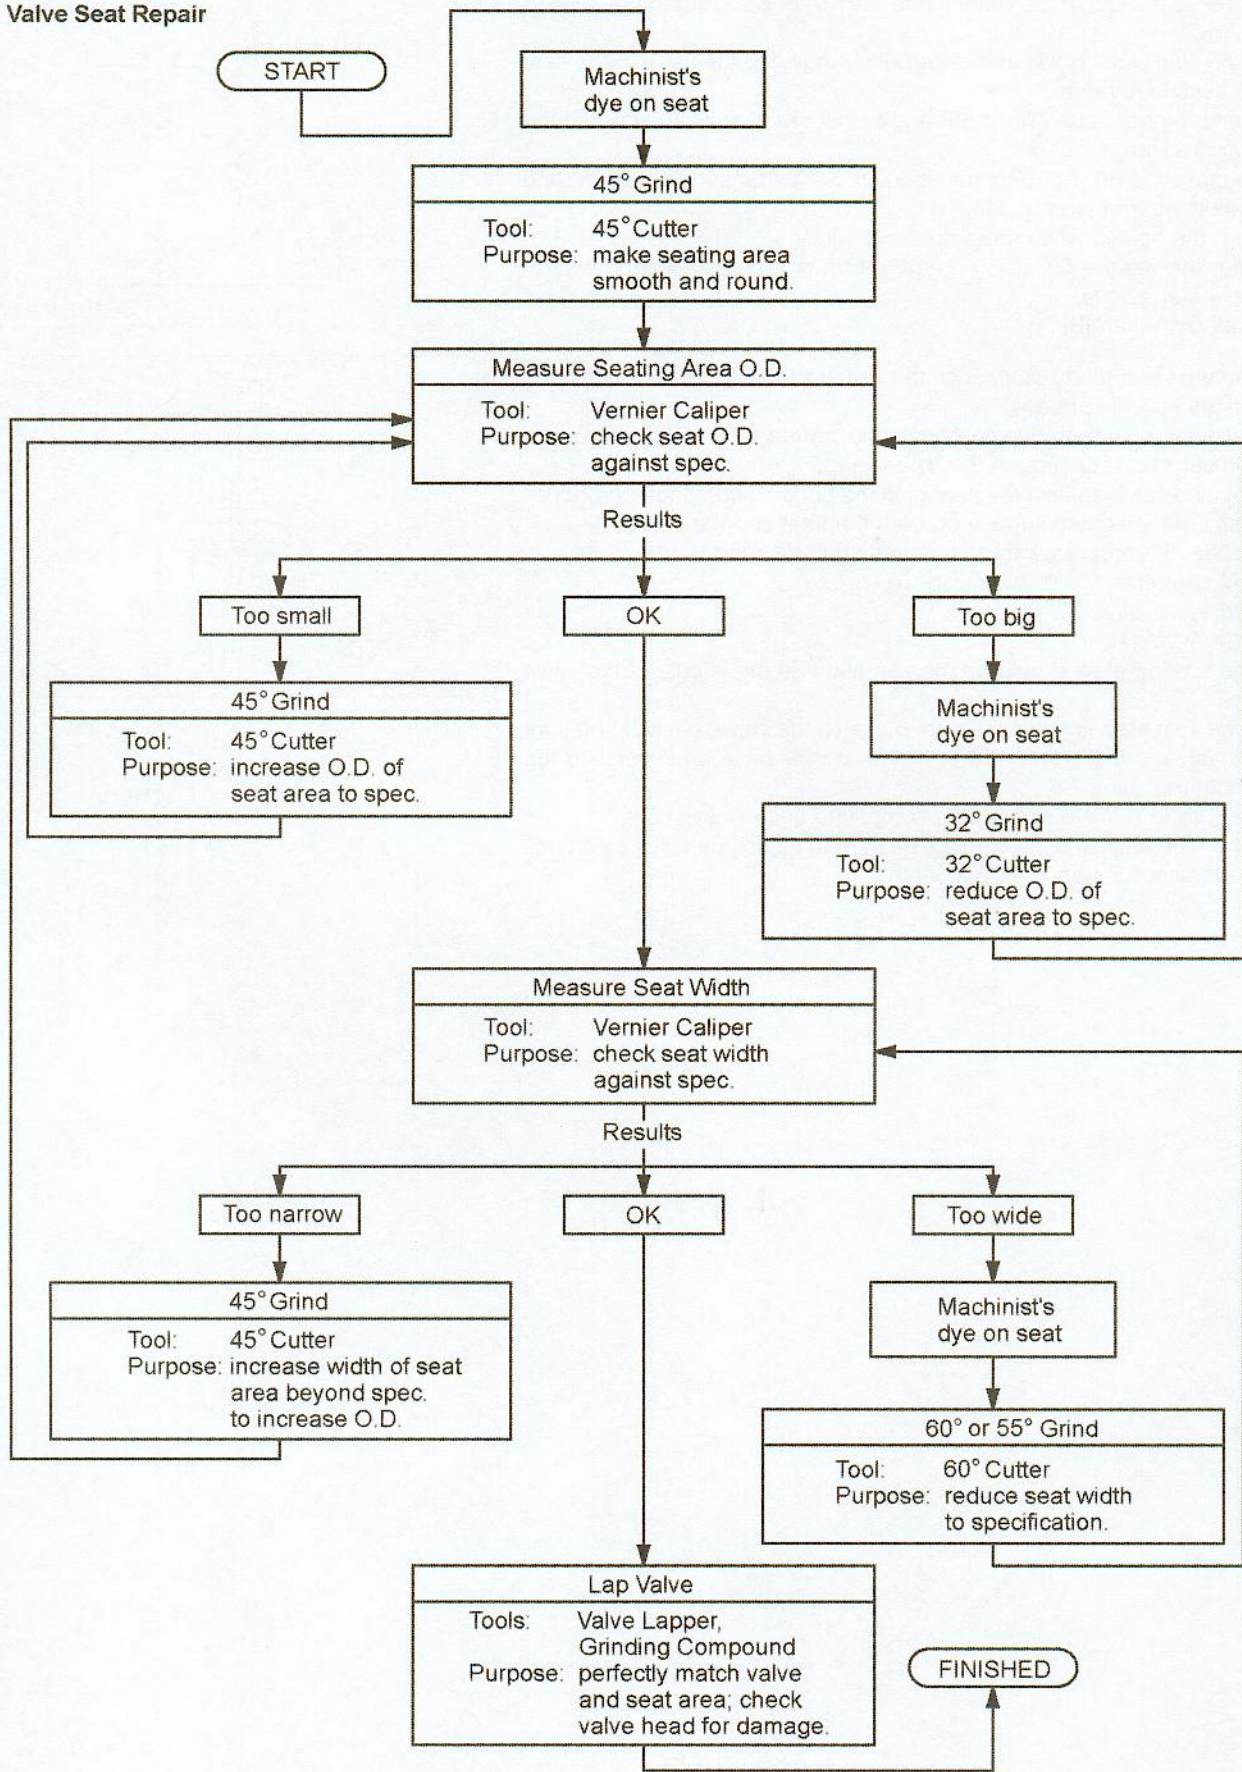 Valve Seat Repair
START
Machinist's
dye on seat
45° Grind
Tool: 45° Cutter
Purpose: make seating area
smooth and round.
Measure Seating Area O.D.
Tool: Vernier Caliper
Purpose: check seat O.D.
against spec.
Results
Too small
OK
Too big
45° Grind
Tool: 45° Cutter
Purpose: increase O.D. of
seat area to spec.
Machinist's
dye on seat
32° Grind
Tool: 32° Cutter
Purpose: reduce O.D. of
seat area to spec.
Measure Seat Width
Tool: Vernier Caliper
Purpose: check seat width
against spec.
Results
Too narrow
OK
Too wide
45° Grind
Tool: 45° Cutter
Purpose: increase width of seat
area beyond spec.
to increase O.D.
Machinist's
dye on seat
60° or 55° Grind
Tool: 60° Cutter
Purpose: reduce seat width
to specification.
Lap Valve
Tools: Valve Lapper,
Grinding Compound
Purpose: perfectly match valve
and seat area; check
valve head for damage.
FINISHED